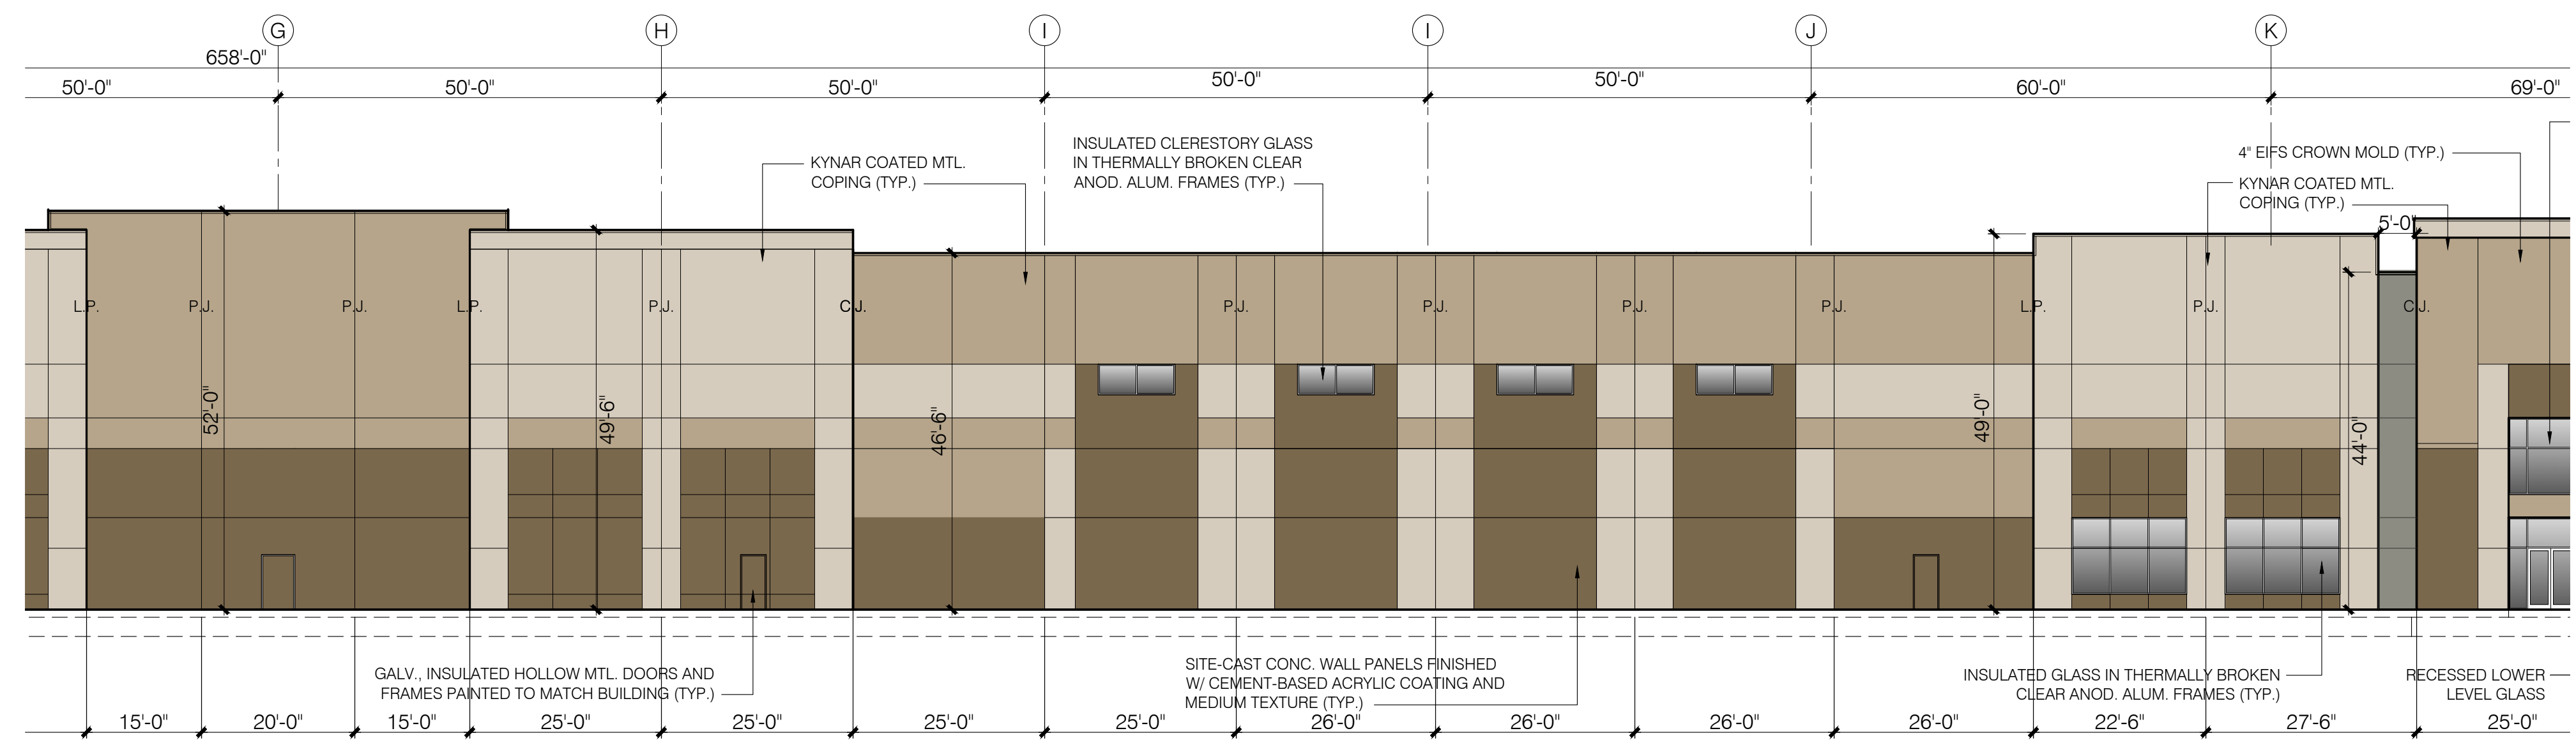 G H I I J K
658'-0"
50'-0" 50'-0" 50'-0" 50'-0" 50'-0" 60'-0" 69'-0"
INSULATED CLERESTORY GLASS
IN THERMALLY BROKEN CLEAR
ANOD. ALUM. FRAMES (TYP.)
KYNAR COATED MTL.
COPING (TYP.)
4" EIFS CROWN MOLD (TYP.)
KYNAR COATED MTL.
COPING (TYP.)
5'-0"
L.P. P.J. P.J. L.P. P.J. C.J. P.J. P.J. P.J. P.J. L.P. P.J. C.J.
52'-0"
49'-6"
46'-6"
49'-0"
44'-0"
GALV., INSULATED HOLLOW MTL. DOORS AND
FRAMES PAINTED TO MATCH BUILDING (TYP.)
SITE-CAST CONC. WALL PANELS FINISHED
W/ CEMENT-BASED ACRYLIC COATING AND
MEDIUM TEXTURE (TYP.)
INSULATED GLASS IN THERMALLY BROKEN
CLEAR ANOD. ALUM. FRAMES (TYP.)
RECESSED LOWER
LEVEL GLASS
15'-0" 20'-0" 15'-0" 25'-0" 25'-0" 25'-0" 25'-0" 26'-0" 26'-0" 26'-0" 26'-0" 22'-6" 27'-6" 25'-0"